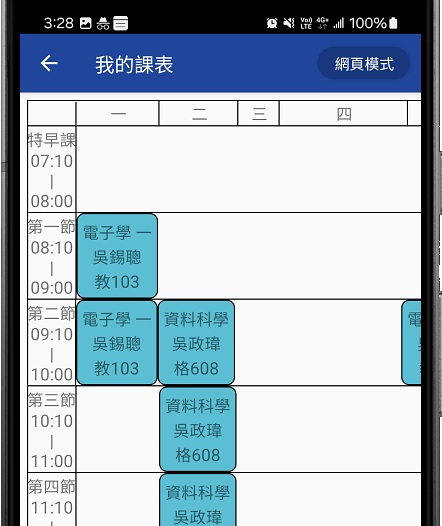 3:28 Vo) LTE 4G+ 100%
我的課表 網頁模式
一 二 三 四
特早課
07:10
|
08:00
第一節
08:10
|
09:00
電子學 一
吳錫聰
教103
第二節
09:10
|
10:00
電子學 一
吳錫聰
教103
資料科學
吳政瑋
格608
電
第三節
10:10
|
11:00
資料科學
吳政瑋
格608
第四節
11:10
資料科學
吳政瑋